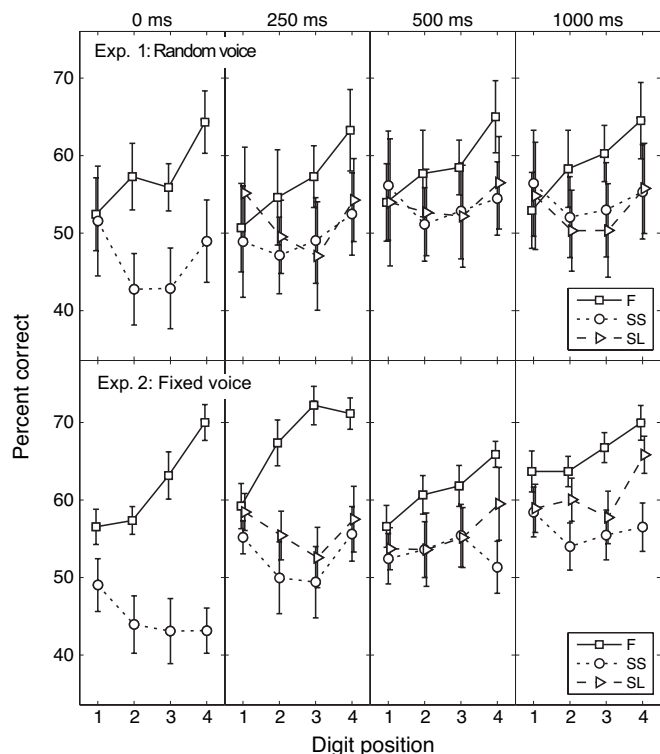 0 ms 250 ms 500 ms 1000 ms
Exp. 1: Random voice
70
60
50
40
F
SS
SL
Percent correct
Exp. 2: Fixed voice
70
60
50
40
F
SS
SL
1 2 3 4 1 2 3 4 1 2 3 4 1 2 3 4
Digit position